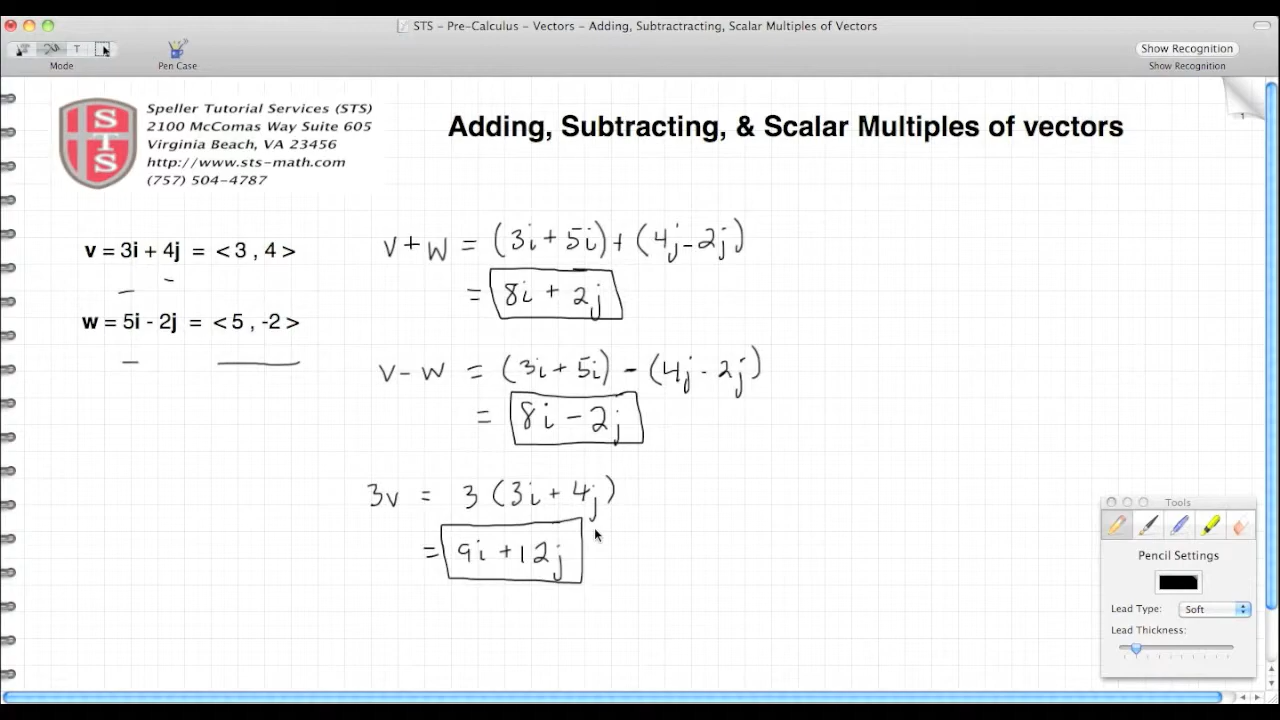 STS - Pre-Calculus - Vectors - Adding, Subtractracting, Scalar Multiples of Vectors
T
Show Recognition
Mode
Pen Case
Show Recognition
1
STS
Speller Tutorial Services (STS)
2100 McComas Way Suite 605
Virginia Beach, VA 23456
http://www.sts-math.com
(757) 504-4787
Adding, Subtracting, & Scalar Multiples of vectors
v = 3i + 4j = < 3 , 4 >
w = 5i - 2j = < 5 , -2 >
v + w = (3i + 5i) + (4j - 2j)
= 8i + 2j
v - w = (3i + 5i) - (4j - 2j)
= 8i - 2j
3v = 3 (3i + 4j)
= 9i + 12j
Tools
Pencil Settings
Lead Type: Soft
Lead Thickness: